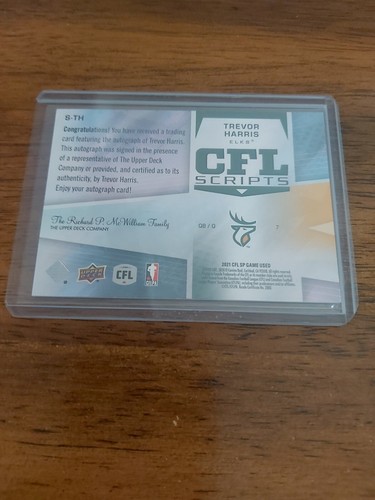 S-TH
Congratulations! You have received a trading
card featuring the autograph of Trevor Harris.
This autograph was signed in the presence
of a representative of The Upper Deck
Company or provided, and certified as to its
authenticity, by Trevor Harris.
Enjoy your autograph card!
The Richard P. McWilliam Family
THE UPPER DECK COMPANY
UPPER DECK
CFL
TREVOR
HARRIS
ELKS
CFL
SCRIPTS
QB / Q
2021 CFL SP GAME USED